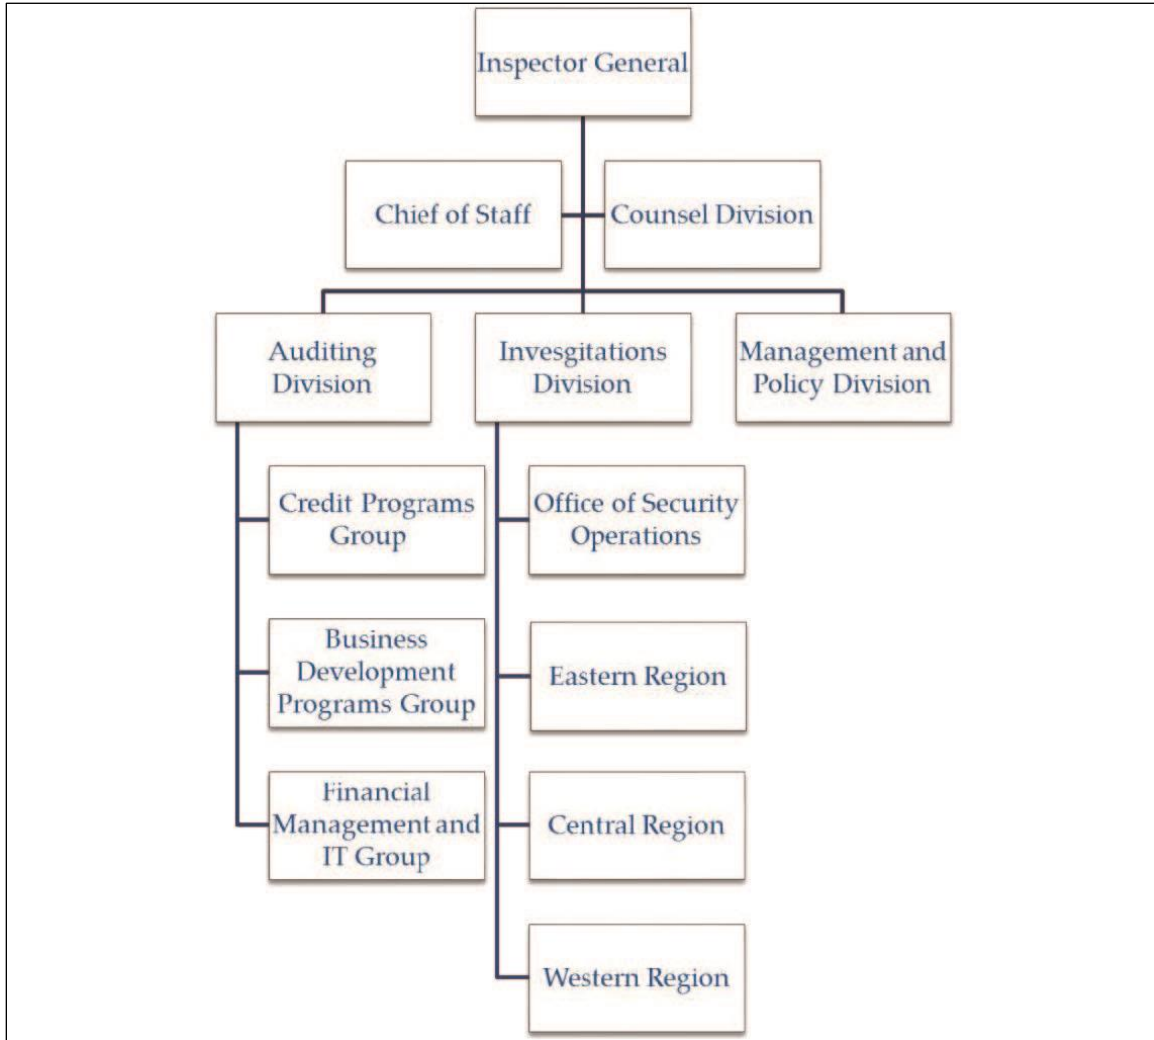 Inspector General
Chief of Staff
Counsel Division
Auditing
Division
Invesgitations
Division
Management and
Policy Division
Credit Programs
Group
Business
Development
Programs Group
Financial
Management and
IT Group
Office of Security
Operations
Eastern Region
Central Region
Western Region